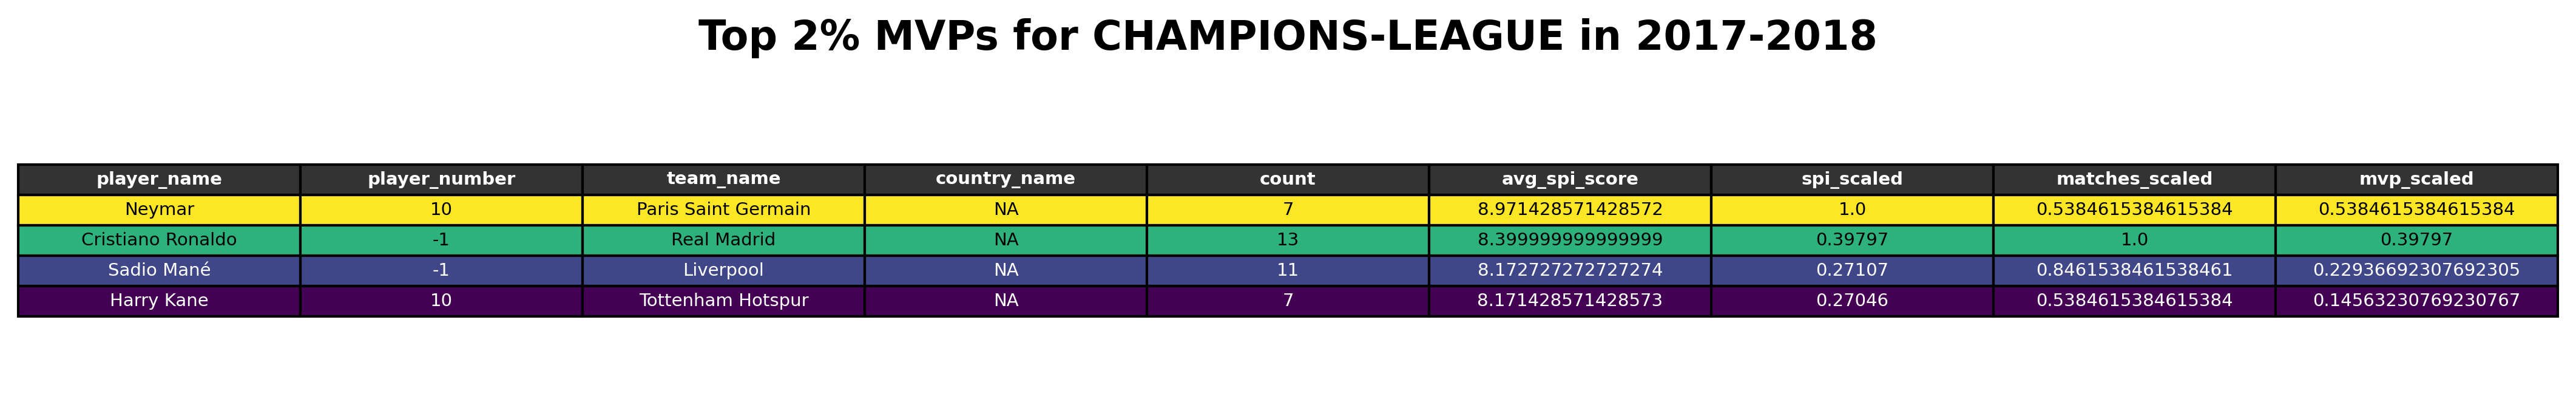 Top 2% MVPs for CHAMPIONS-LEAGUE in 2017-2018
player_name player_number team_name country_name count avg_spi_score spi_scaled matches_scaled mvp_scaled
Neymar 10 Paris Saint Germain NA 7 8.971428571428572 1.0 0.5384615384615384 0.5384615384615384
Cristiano Ronaldo -1 Real Madrid NA 13 8.399999999999999 0.39797 1.0 0.39797
Sadio Mané -1 Liverpool NA 11 8.172727272727274 0.27107 0.8461538461538461 0.22936692307692305
Harry Kane 10 Tottenham Hotspur NA 7 8.171428571428573 0.27046 0.5384615384615384 0.14563230769230767